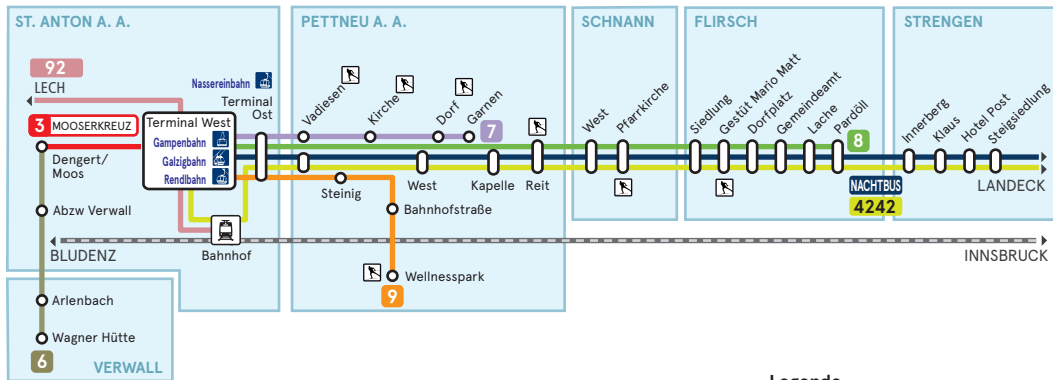 ST. ANTON A. A.
PETTNEU A. A.
SCHNANN
FLIRSCH
STRENGEN
92
LECH
Nassereinbahn
Terminal
Ost
3 MOOSERKREUZ
Terminal West
Gampenbahn
Galzigbahn
Rendlbahn
Dengert/
Moos
Abzw Verwall
Bahnhof
Vadiesen
Kirche
Dorf
Garnen
7
Steinig
West
Kapelle
Reit
Bahnhofstraße
Wellnesspark
9
West
Pfarrkirche
Siedlung
Gestüt Mario Matt
Dorfplatz
Gemeindeamt
Lache
Pardöll
8
Innerberg
Klaus
Hotel Post
Steigsiedlung
NACHTBUS
4242
LANDECK
BLUDENZ
INNSBRUCK
Arlenbach
Wagner Hütte
6
VERWALL